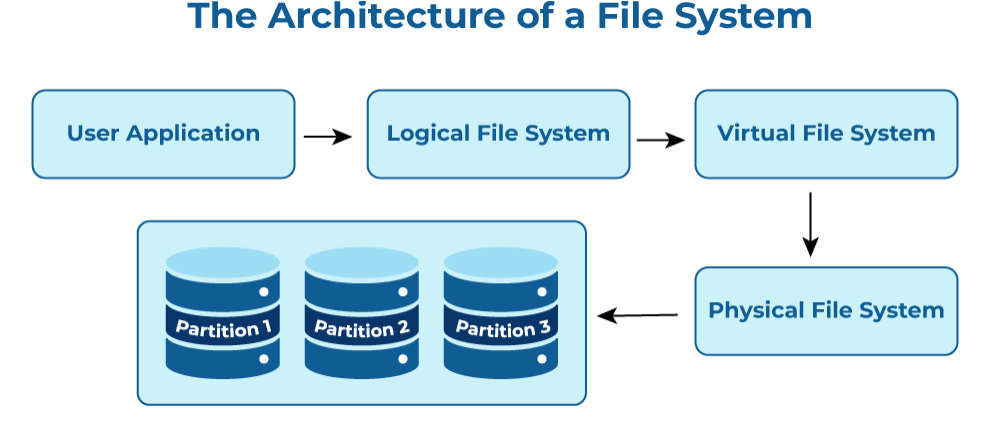 The Architecture of a File System
User Application
Logical File System
Virtual File System
Physical File System
Partition 1
Partition 2
Partition 3